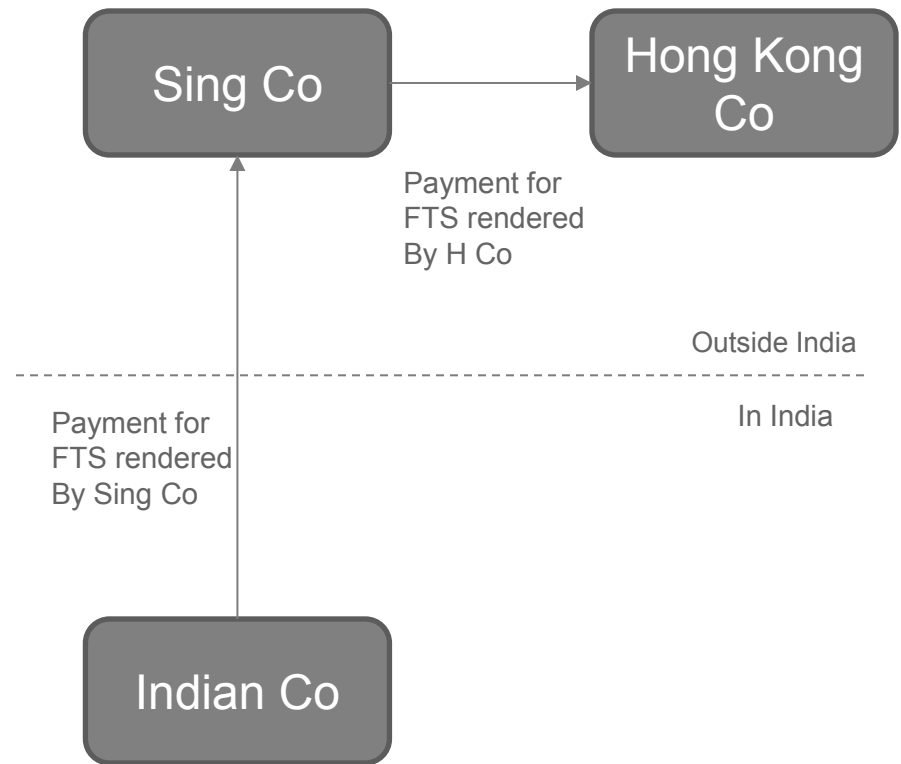 Sing Co
Hong Kong
Co
Payment for
FTS rendered
By H Co
Outside India
In India
Payment for
FTS rendered
By Sing Co
Indian Co